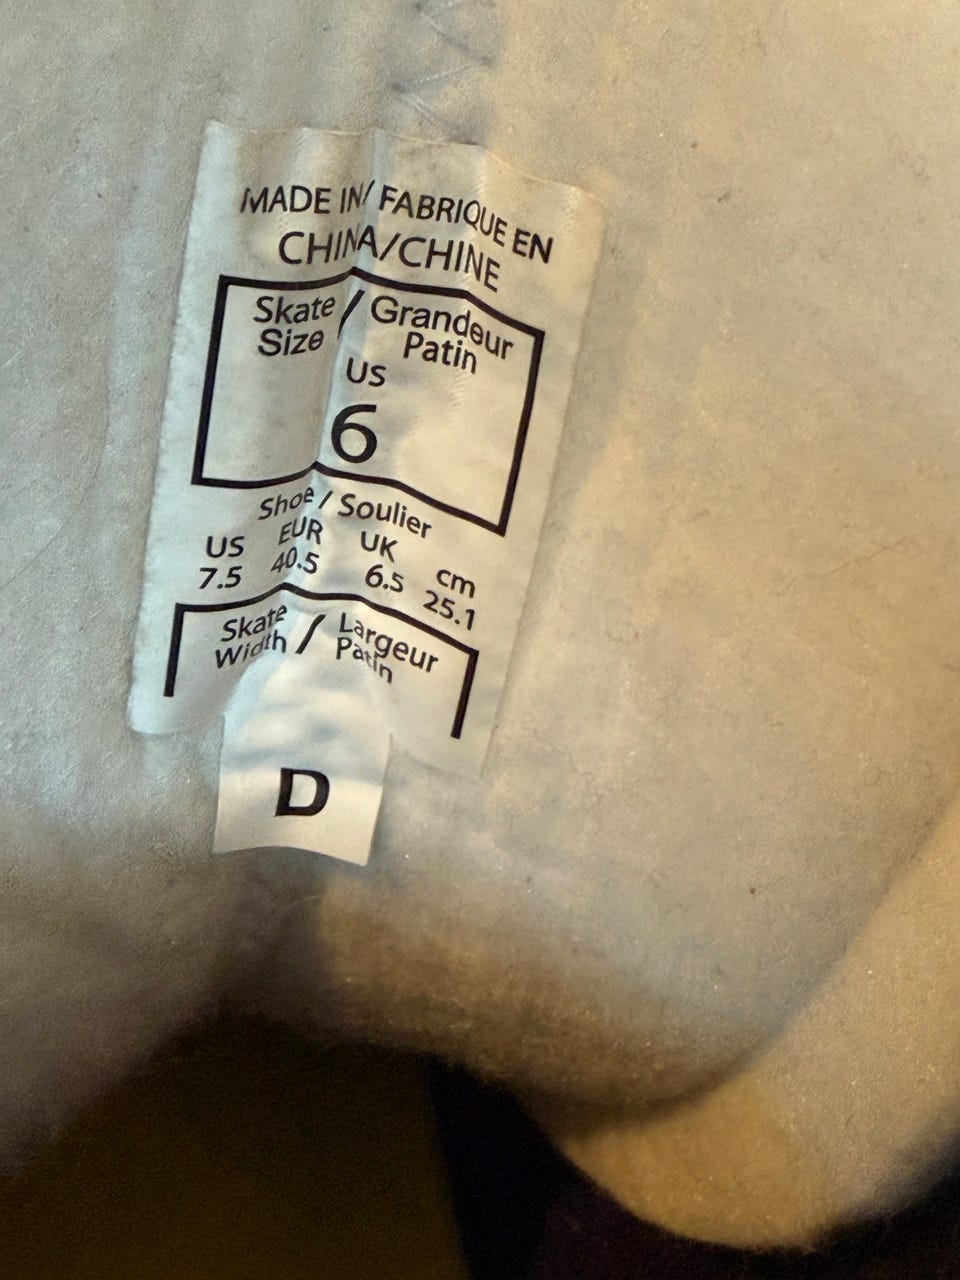 MADE IN/ FABRIQUE EN
CHINA/CHINE
Skate / Grandeur
Size Patin
US
6
Shoe / Soulier
US EUR UK cm
7.5 40.5 6.5 25.1
Skate / Largeur
Width Patin
D